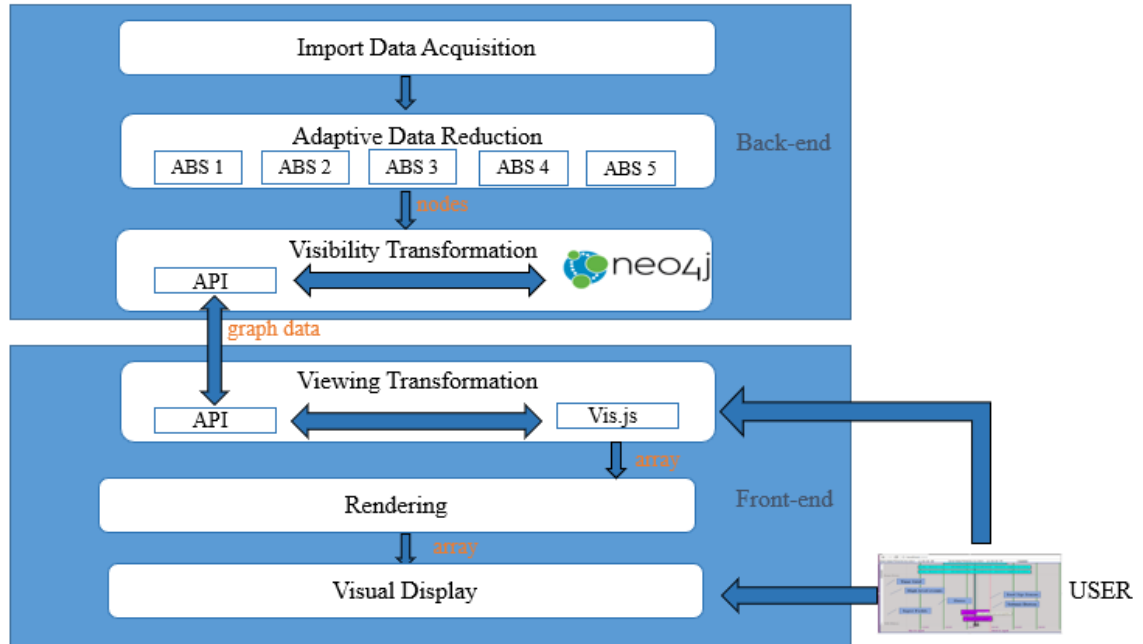 Import Data Acquisition
Adaptive Data Reduction
ABS 1 ABS 2 ABS 3 ABS 4 ABS 5
Back-end
nodes
Visibility Transformation
API
neo4j
graph data
Viewing Transformation
API
Vis.js
array
Rendering
Front-end
array
Visual Display
USER